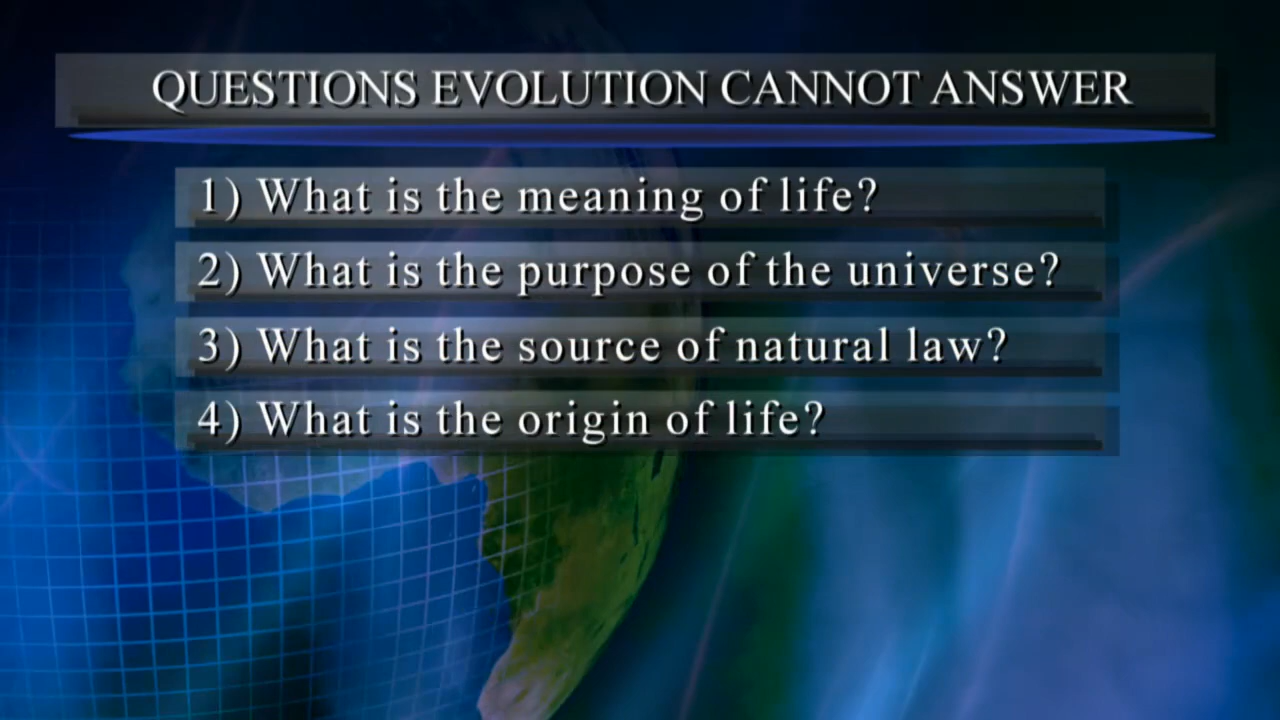 QUESTIONS EVOLUTION CANNOT ANSWER
1) What is the meaning of life?
2) What is the purpose of the universe?
3) What is the source of natural law?
4) What is the origin of life?